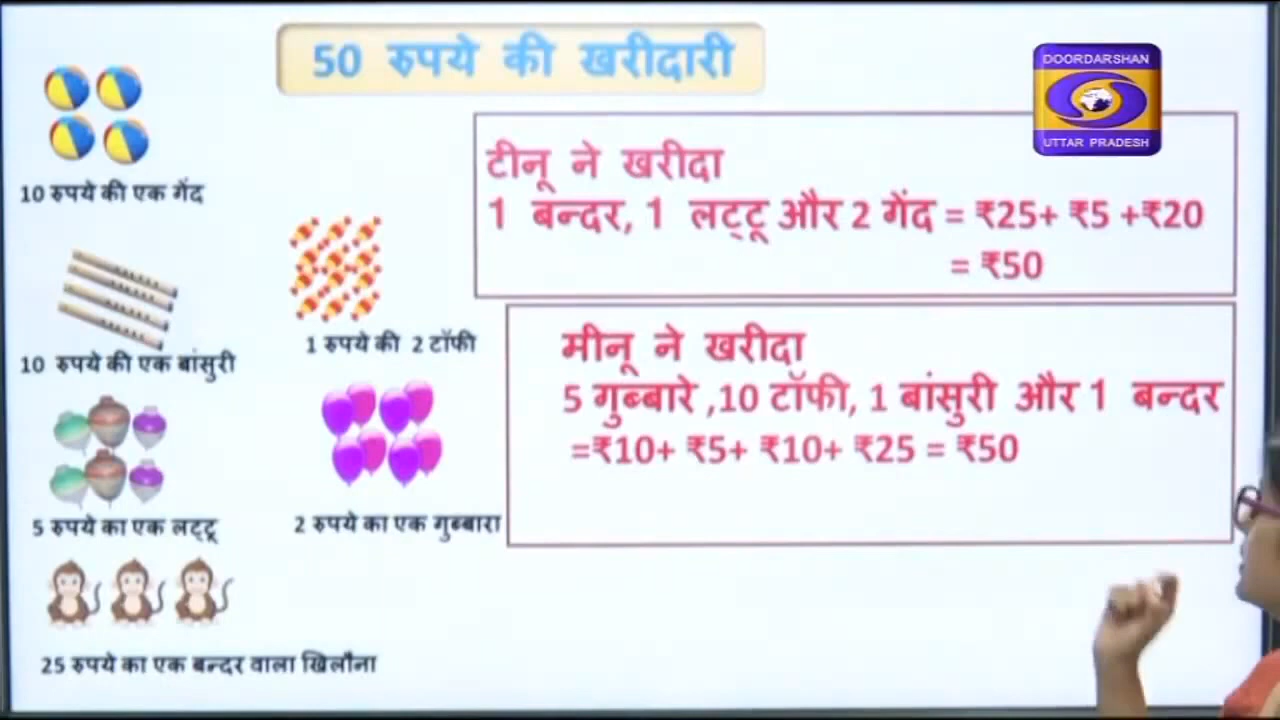 50 रुपये की खरीदारी
DOORDARSHAN
UTTAR PRADESH
10 रुपये की एक गेंद
10 रुपये की एक बांसुरी
5 रुपये का एक लट्टू
25 रुपये का एक बन्दर वाला खिलौना
1 रुपये की 2 टॉफी
2 रुपये का एक गुब्बारा
टीनू ने खरीदा
1 बन्दर, 1 लट्टू और 2 गेंद = ₹25+ ₹5 +₹20
= ₹50
मीनू ने खरीदा
5 गुब्बारे ,10 टॉफी, 1 बांसुरी और 1 बन्दर
=₹10+ ₹5+ ₹10+ ₹25 = ₹50